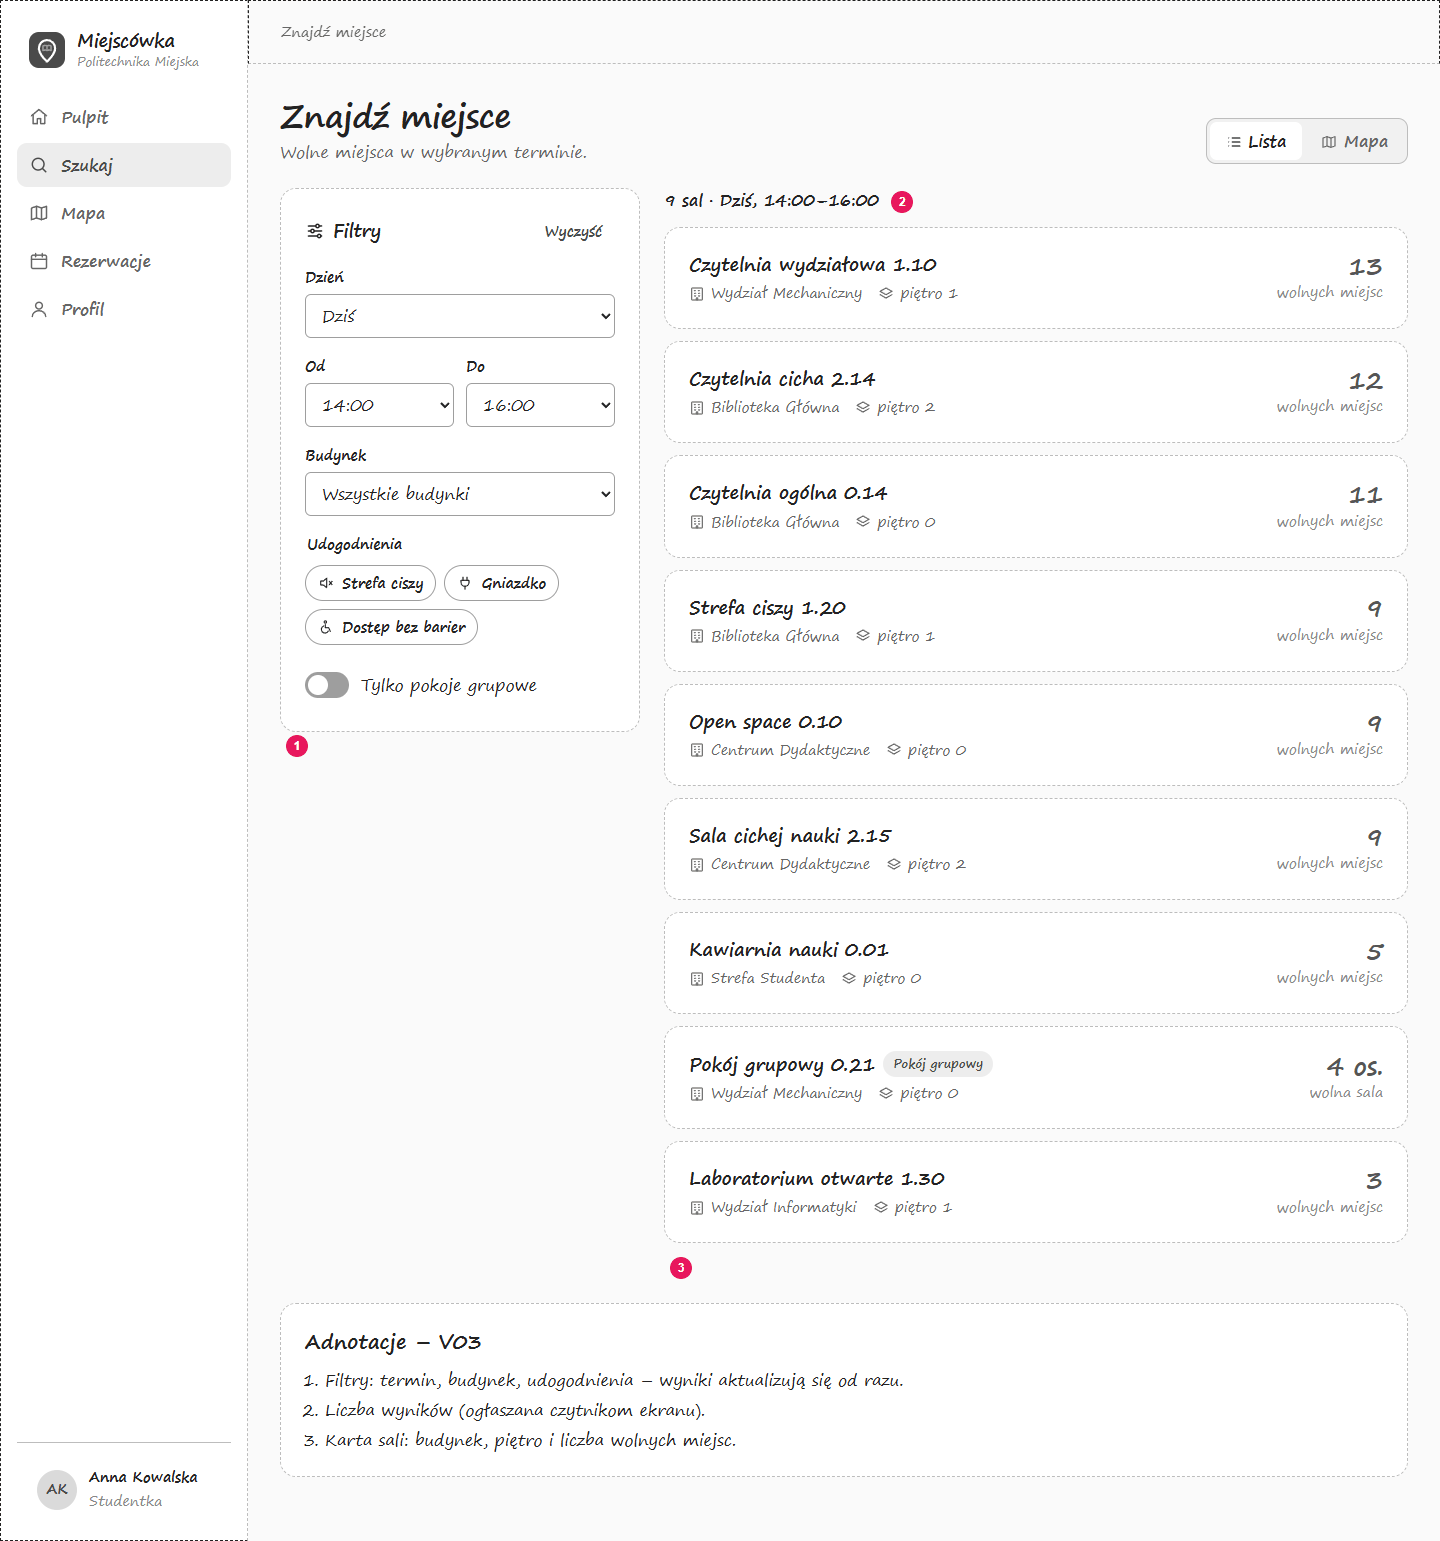 Miejscówka
Politechnika Miejska
Pulpit
Szukaj
Mapa
Rezerwacje
Profil
AK
Anna Kowalska
Studentka
Znajdź miejsce
Znajdź miejsce
Wolne miejsca w wybranym terminie.
Lista
Mapa
Filtry
Wyczyść
Dzień
Dziś
Od
Do
14:00
16:00
Budynek
Wszystkie budynki
Udogodnienia
Strefa ciszy
Gniazdko
Dostęp bez barier
Tylko pokoje grupowe
1
9 sal · Dziś, 14:00–16:00
2
Czytelnia wydziałowa 1.10
Wydział Mechaniczny
piętro 1
13
wolnych miejsc
Czytelnia cicha 2.14
Biblioteka Główna
piętro 2
12
wolnych miejsc
Czytelnia ogólna 0.14
Biblioteka Główna
piętro 0
11
wolnych miejsc
Strefa ciszy 1.20
Biblioteka Główna
piętro 1
9
wolnych miejsc
Open space 0.10
Centrum Dydaktyczne
piętro 0
9
wolnych miejsc
Sala cichej nauki 2.15
Centrum Dydaktyczne
piętro 2
9
wolnych miejsc
Kawiarnia nauki 0.01
Strefa Studenta
piętro 0
5
wolnych miejsc
Pokój grupowy 0.21
Pokój grupowy
Wydział Mechaniczny
piętro 0
4 os.
wolna sala
Laboratorium otwarte 1.30
Wydział Informatyki
piętro 1
3
wolnych miejsc
3
Adnotacje — V03
1. Filtry: termin, budynek, udogodnienia — wyniki aktualizują się od razu.
2. Liczba wyników (ogłaszana czytnikom ekranu).
3. Karta sali: budynek, piętro i liczba wolnych miejsc.